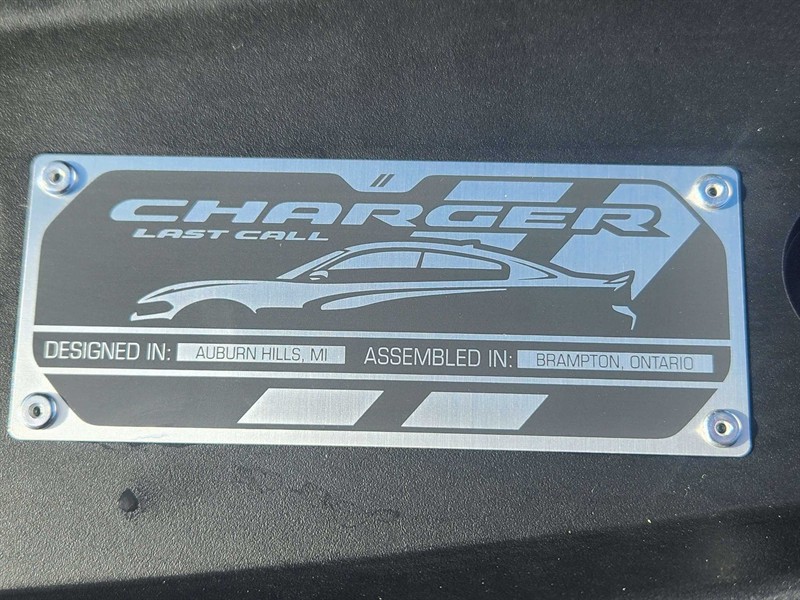 CHARGER
LAST CALL
DESIGNED IN: AUBURN HILLS, MI ASSEMBLED IN: BRAMPTON, ONTARIO